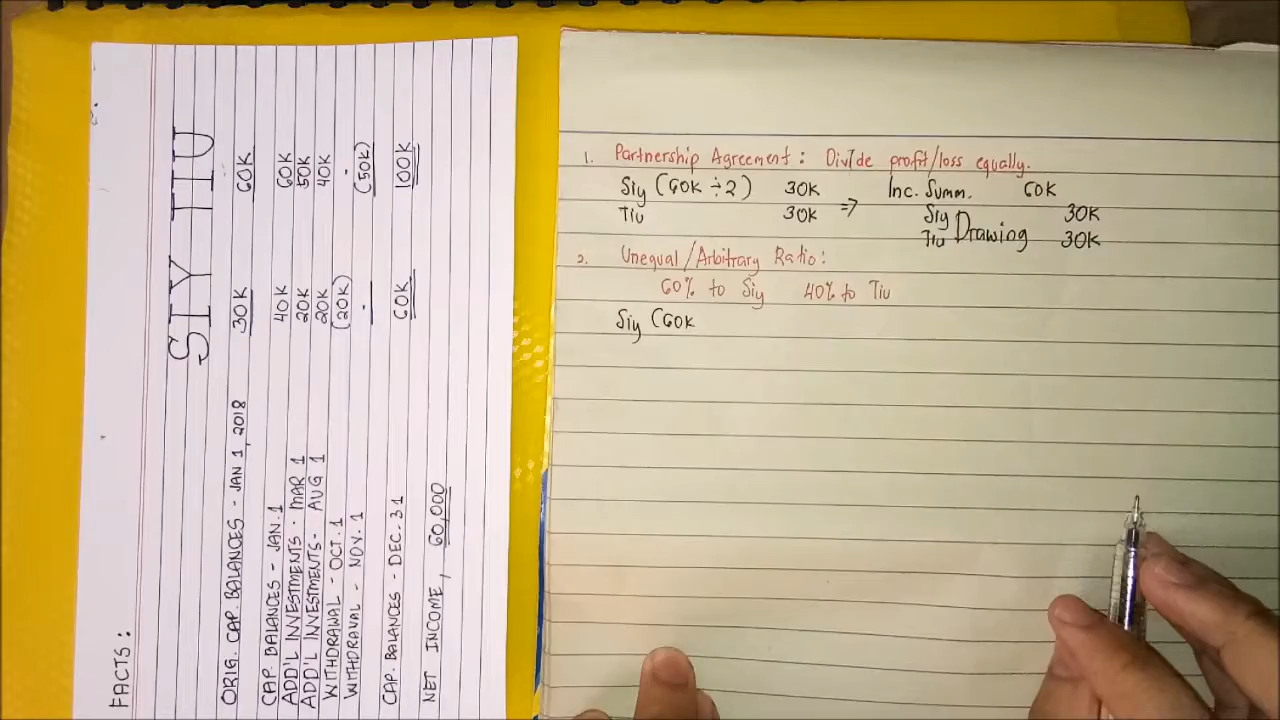 FACTS:
SIY TIU
ORIG. CAP. BALANCES - JAN 1, 2018 30K 60K
CAP. BALANCES - JAN. 1 40K 60K
ADD'L INVESTMENTS - MAR 1 20K 50K
ADD'L INVESTMENTS - AUG 1 20K 40K
WITHDRAWAL - OCT. 1 (20K) -
WITHDRAWAL - NOV. 1 - (50K)
CAP. BALANCES - DEC. 31 60K 100K
NET INCOME, 60,000
1. Partnership Agreement: Divide profit/loss equally.
Siy (60K ÷ 2) 30K ⇒ Inc. Summ. 60K
Tiu 30K Siy Drawing 30K
Tiu 30K
2. Unequal/Arbitrary Ratio:
60% to Siy 40% to Tiu
Siy (60K